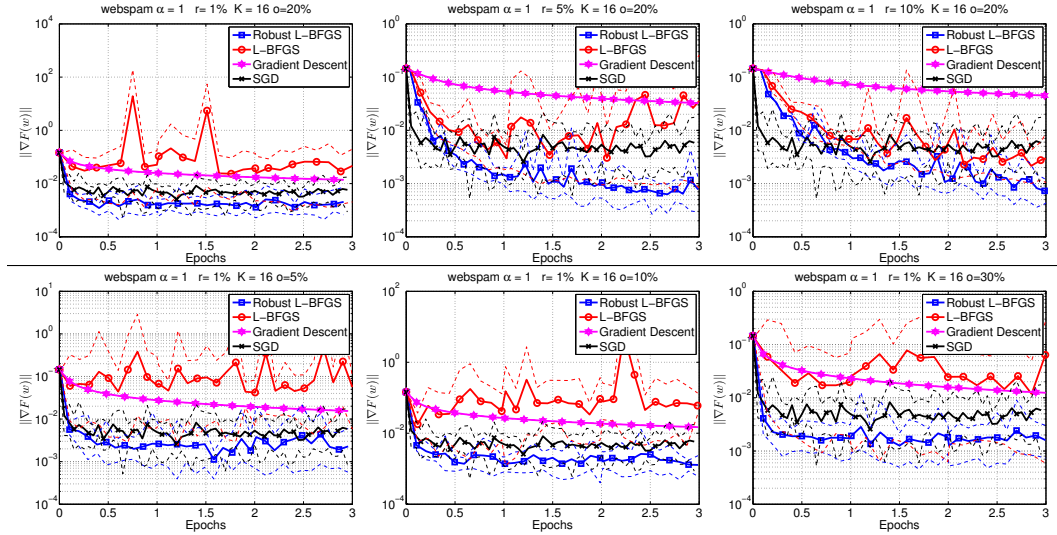 webspam α = 1 r= 1% K = 16 o=20%
10^4
10^2
10^0
10^−2
10^−4
||∇F(w)||
0 0.5 1 1.5 2 2.5 3
Epochs
Robust L−BFGS
L−BFGS
Gradient Descent
SGD
webspam α = 1 r= 5% K = 16 o=20%
10^0
10^−1
10^−2
10^−3
10^−4
||∇F(w)||
0 0.5 1 1.5 2 2.5 3
Epochs
Robust L−BFGS
L−BFGS
Gradient Descent
SGD
webspam α = 1 r= 10% K = 16 o=20%
10^0
10^−1
10^−2
10^−3
10^−4
||∇F(w)||
0 0.5 1 1.5 2 2.5 3
Epochs
Robust L−BFGS
L−BFGS
Gradient Descent
SGD
webspam α = 1 r= 1% K = 16 o=5%
10^1
10^0
10^−1
10^−2
10^−3
10^−4
||∇F(w)||
0 0.5 1 1.5 2 2.5 3
Epochs
Robust L−BFGS
L−BFGS
Gradient Descent
SGD
webspam α = 1 r= 1% K = 16 o=10%
10^2
10^0
10^−2
10^−4
||∇F(w)||
0 0.5 1 1.5 2 2.5 3
Epochs
Robust L−BFGS
L−BFGS
Gradient Descent
SGD
webspam α = 1 r= 1% K = 16 o=30%
10^0
10^−1
10^−2
10^−3
10^−4
||∇F(w)||
0 0.5 1 1.5 2 2.5 3
Epochs
Robust L−BFGS
L−BFGS
Gradient Descent
SGD